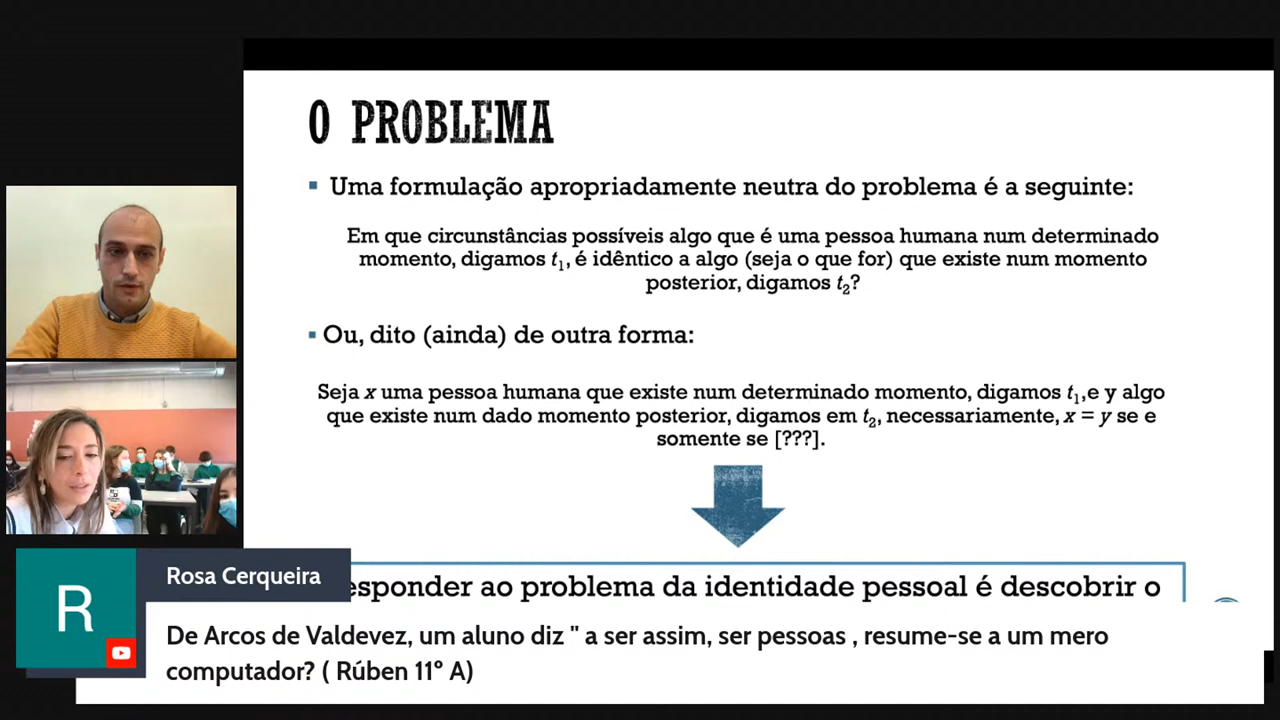 O PROBLEMA
▪ Uma formulação apropriadamente neutra do problema é a seguinte:
Em que circunstâncias possíveis algo que é uma pessoa humana num determinado
momento, digamos t₁, é idêntico a algo (seja o que for) que existe num momento
posterior, digamos t₂?
▪ Ou, dito (ainda) de outra forma:
Seja x uma pessoa humana que existe num determinado momento, digamos t₁,e y algo
que existe num dado momento posterior, digamos em t₂, necessariamente, x = y se e
somente se [???].
esponder ao problema da identidade pessoal é descobrir o
R
Rosa Cerqueira
De Arcos de Valdevez, um aluno diz " a ser assim, ser pessoas , resume-se a um mero
computador? ( Rúben 11º A)